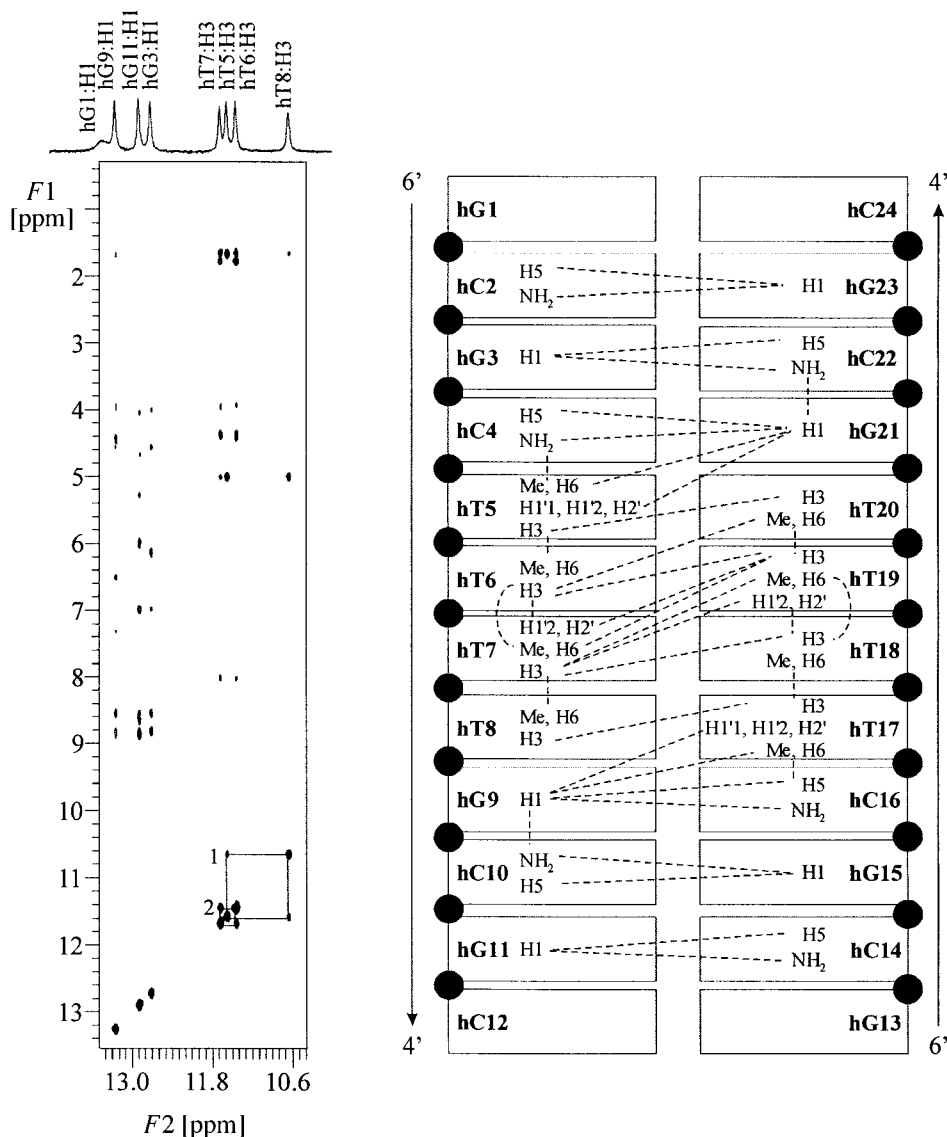 hG1:H1
hG9:H1
hG11:H1
hG3:H1
hT7:H3
hT5:H3
hT6:H3
hT8:H3
F1
[ppm]
2
3
4
5
6
7
8
9
10
11
12
13
1
2
13.0
11.8
10.6
F2 [ppm]
6’
4’
hG1
hC24
hC2
H5
NH2
H1
hG23
hG3
H1
H5
NH2
hC22
hC4
H5
NH2
H1
hG21
hT5
Me, H6
H1'1, H1'2, H2'
H3
H3
Me, H6
hT20
hT6
Me, H6
H3
H3
Me, H6
H1'2, H2'
hT19
hT7
H1'2, H2'
Me, H6
H3
H3
Me, H6
hT18
hT8
Me, H6
H3
H3
H1'1, H1'2, H2'
Me, H6
hT17
hG9
H1
H5
NH2
hC16
hC10
NH2
H5
H1
hG15
hG11
H1
H5
NH2
hC14
hC12
hG13
4’
6’